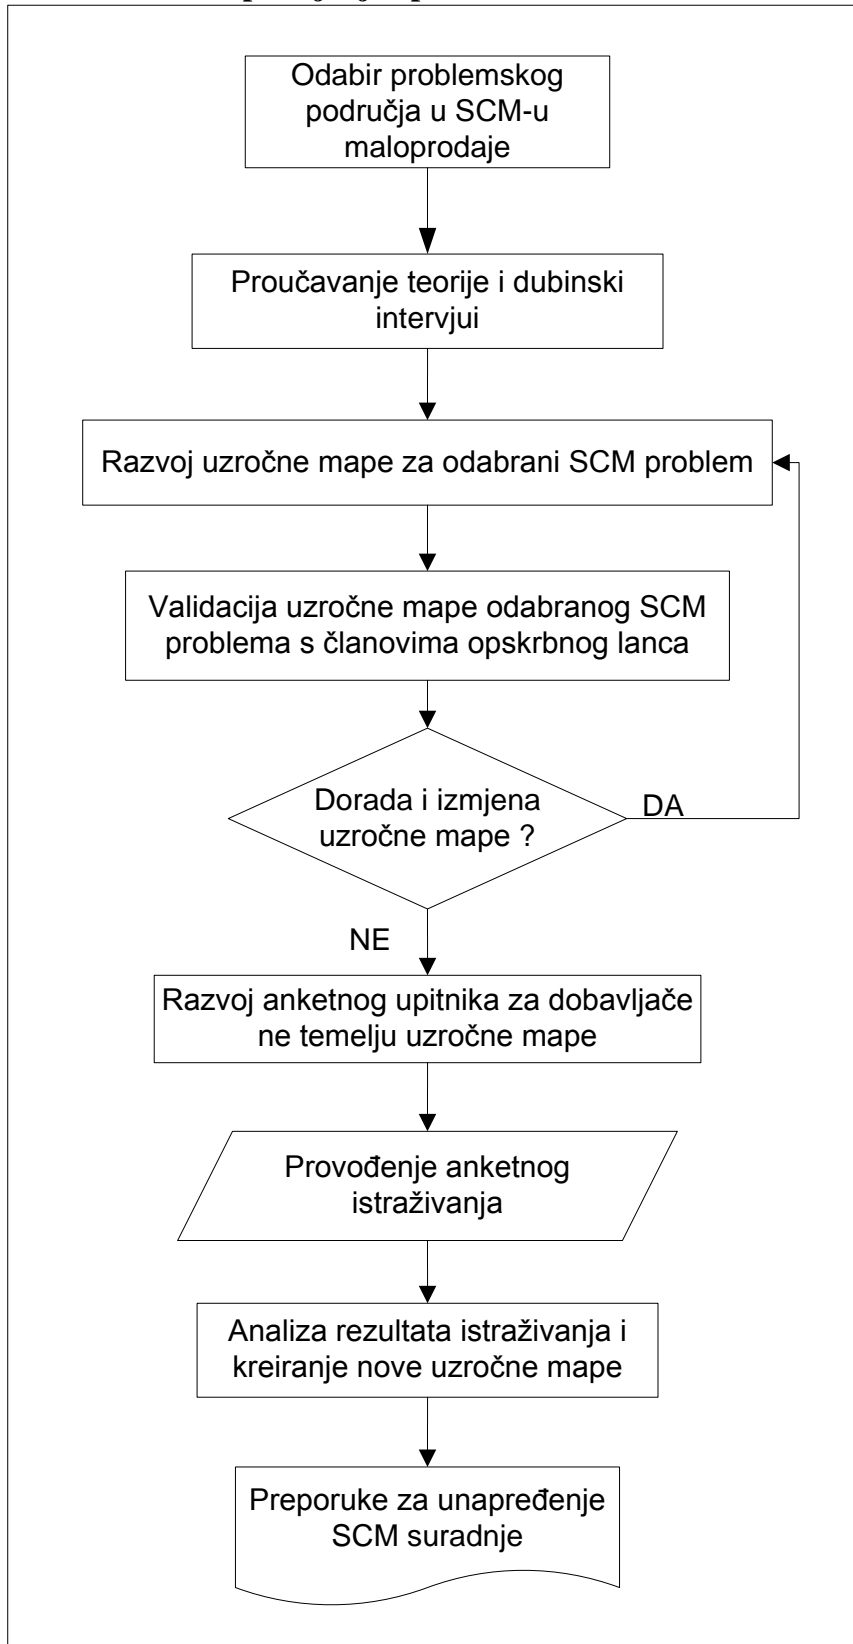 Odabir problemskog
područja u SCM-u
maloprodaje
Proučavanje teorije i dubinski
intervjui
Razvoj uzročne mape za odabrani SCM problem
Validacija uzročne mape odabranog SCM
problema s članovima opskrbnog lanca
Dorada i izmjena
uzročne mape ?
DA
NE
Razvoj anketnog upitnika za dobavljače
ne temelju uzročne mape
Provođenje anketnog
istraživanja
Analiza rezultata istraživanja i
kreiranje nove uzročne mape
Preporuke za unapređenje
SCM suradnje